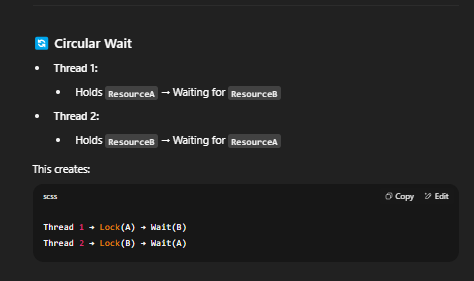 🔄 Circular Wait
• Thread 1:
• Holds ResourceA → Waiting for ResourceB
• Thread 2:
• Holds ResourceB → Waiting for ResourceA
This creates:
scss Copy Edit
Thread 1 → Lock(A) → Wait(B)
Thread 2 → Lock(B) → Wait(A)